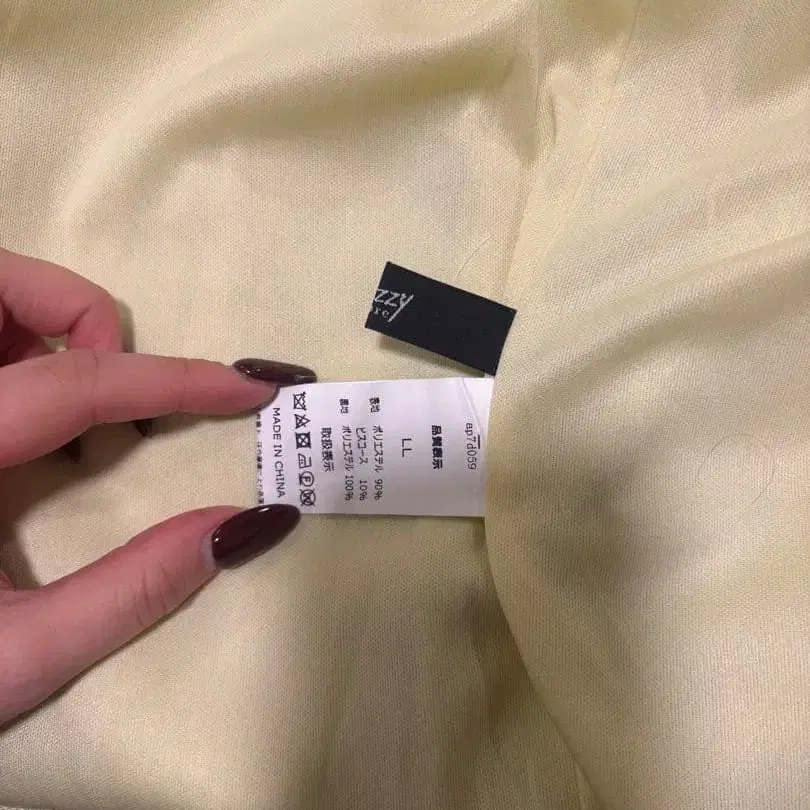 zzy
ap7d059
品質表示
LL
表地 ポリエステル 90%
ビスコース 10%
裏地 ポリエステル 100%
取扱表示
MADE IN CHINA